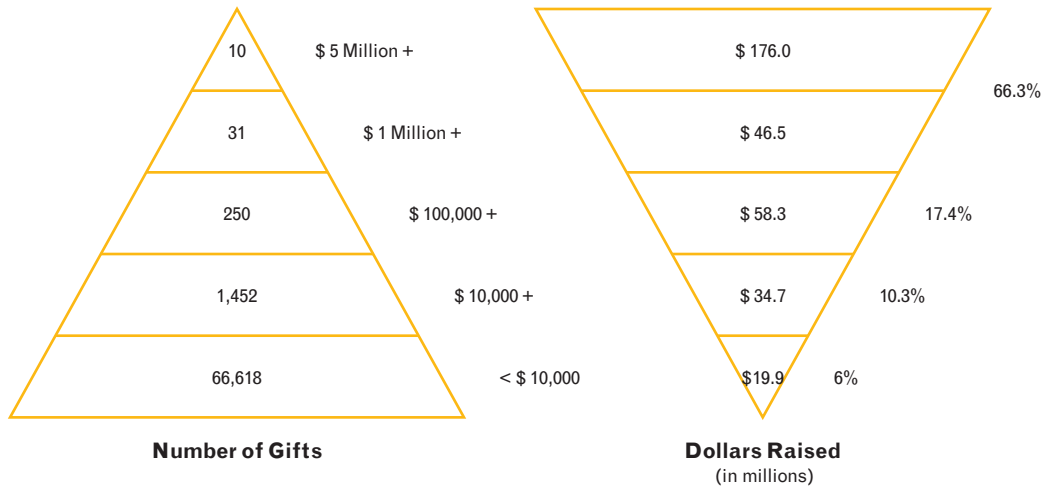 10 $ 5 Million + $ 176.0
66.3%
31 $ 1 Million + $ 46.5
250 $ 100,000 + $ 58.3 17.4%
1,452 $ 10,000 + $ 34.7 10.3%
66,618 < $ 10,000 $19.9 6%
Number of Gifts Dollars Raised
(in millions)